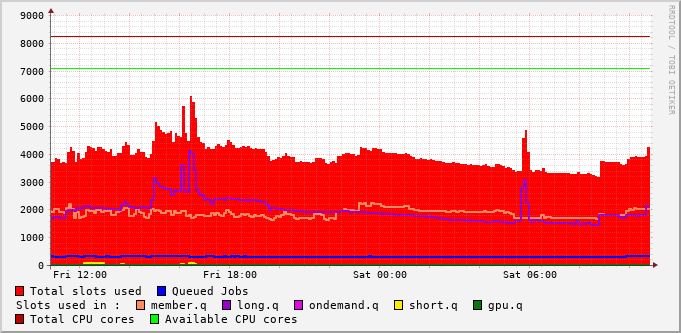 9000
8000
7000
6000
5000
4000
3000
2000
1000
0
Fri 12:00 Fri 18:00 Sat 00:00 Sat 06:00
RRDTOOL / TOBI OETIKER
Total slots used Queued Jobs
Slots used in : member.q long.q ondemand.q short.q gpu.q
Total CPU cores Available CPU cores